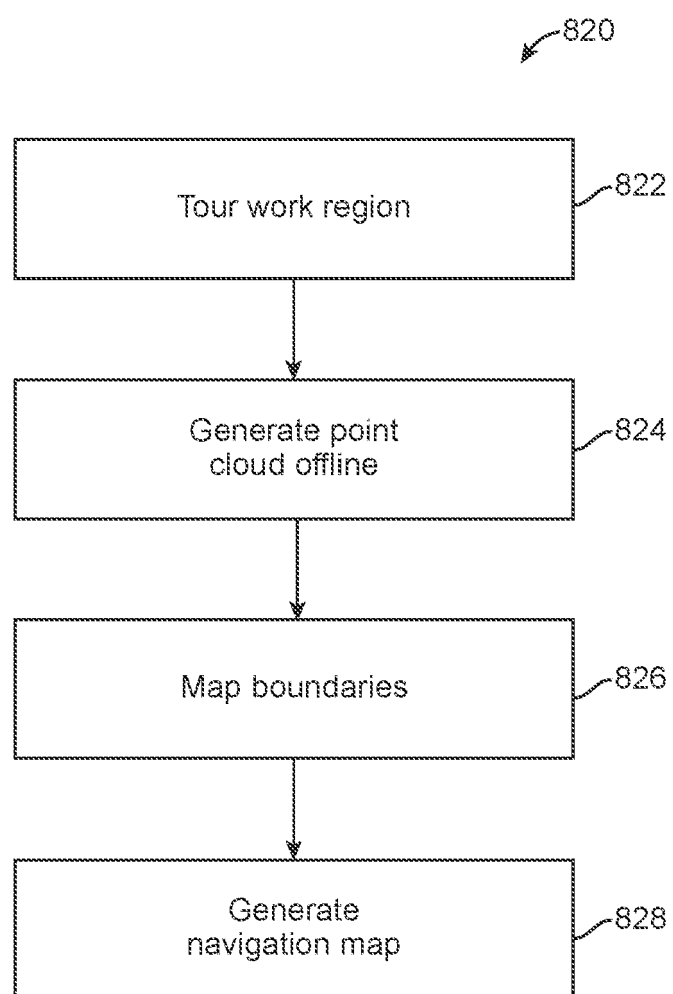 820
Tour work region
822
Generate point
cloud offline
824
Map boundaries
826
Generate
navigation map
828